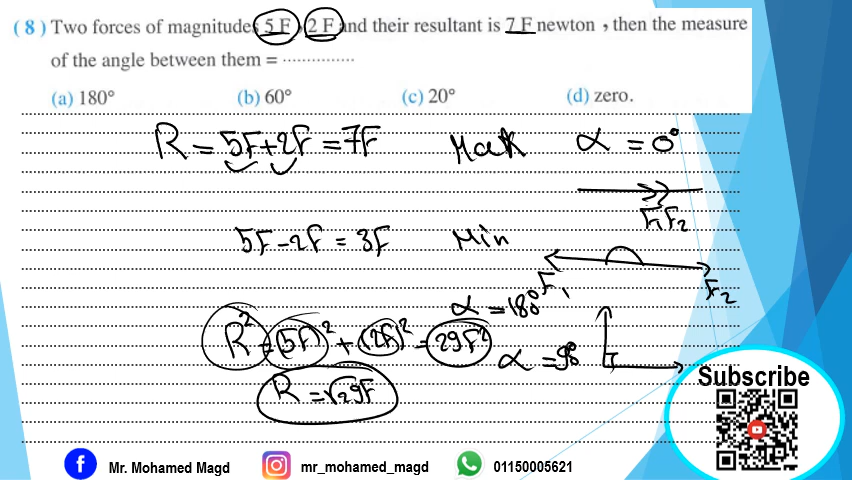 ( 8 ) Two forces of magnitudes 5 F , 2 F and their resultant is 7 F newton , then the measure
of the angle between them = ...............
(a) 180° (b) 60° (c) 20° (d) zero.
R = 5F + 2F = 7F Max α = 0°
F1 F2
5F - 2F = 3F Min
F1 F2
α = 180°
R² = (5F)² + (2F)² = 29F² α = 90
R = √29F
Subscribe
Mr. Mohamed Magd mr_mohamed_magd 01150005621